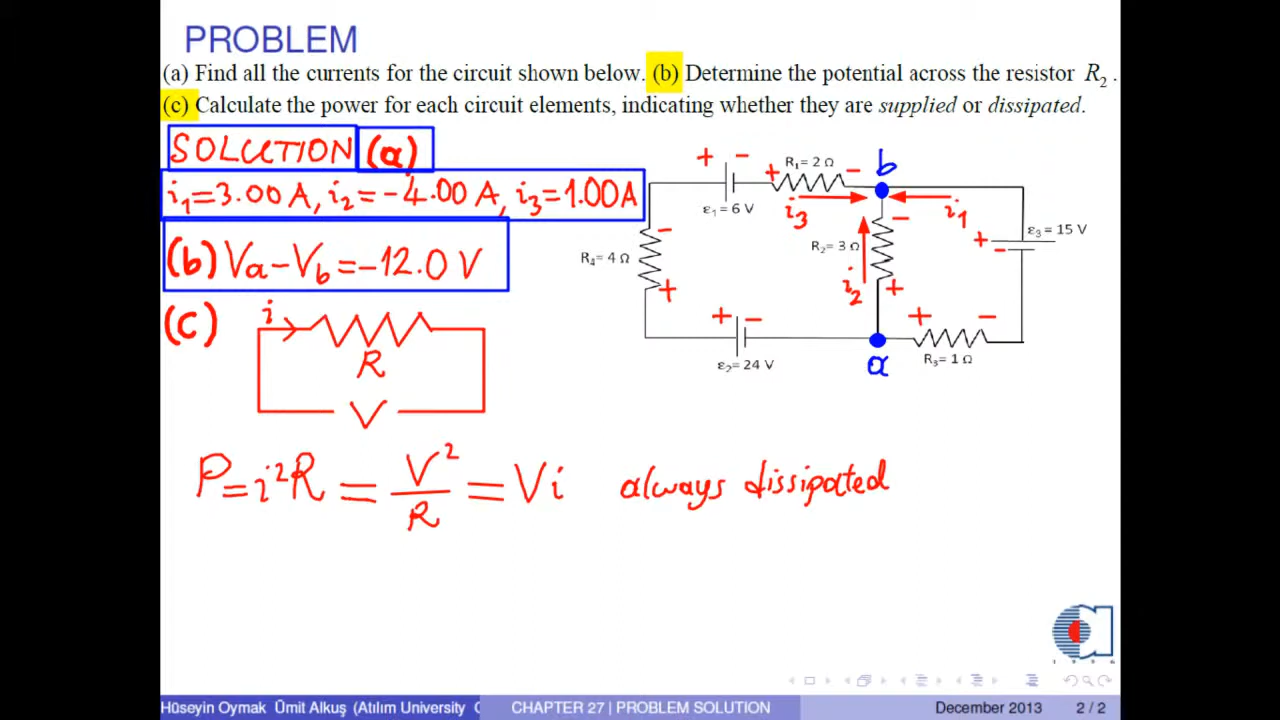 PROBLEM
(a) Find all the currents for the circuit shown below. (b) Determine the potential across the resistor R₂ .
(c) Calculate the power for each circuit elements, indicating whether they are supplied or dissipated.
SOLUTION (a)
i₁=3.00 A, i₂=-4.00 A, i₃=1.00A
(b) Va-Vb=-12.0 V
(c)
i
R
V
P=i²R = V²/R = Vi always dissipated
+ - + R₁= 2 Ω - b
ε₁= 6 V i₃ i₁
- - + ε₃= 15 V
R₄= 4 Ω R₂= 3 Ω -
+ i₂ +
+ - + -
ε₂= 24 V a R₃= 1 Ω
1 9 9 6
Hüseyin Oymak Ümit Alkuş (Atılım University CHAPTER 27 | PROBLEM SOLUTION December 2013 2 / 2